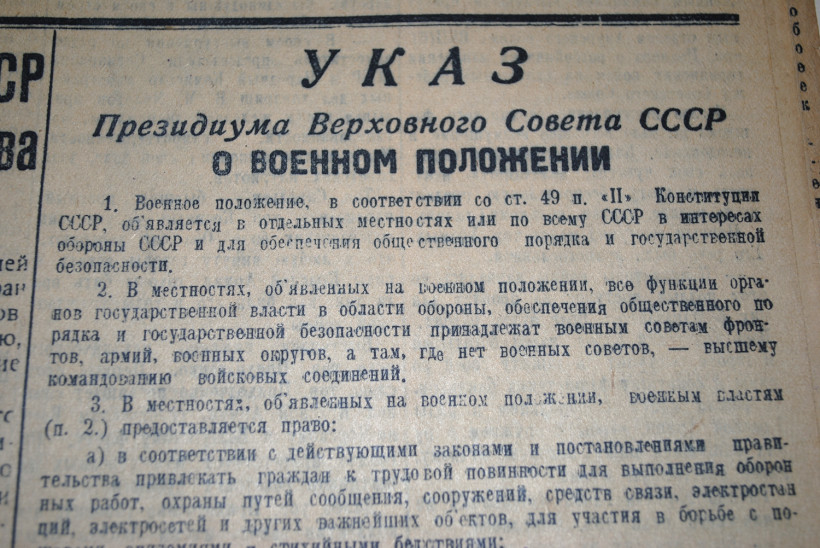 УКАЗ
Президиума Верховного Совета СССР
О ВОЕННОМ ПОЛОЖЕНИИ
1. Военное положение, в соответствии со ст. 49 п. «П» Конституции
СССР, об'является в отдельных местностях или по всему СССР в интересах
обороны СССР и для обеспечения общественного порядка и государственной
безопасности.
2. В местностях, об'явленных на военном положении, все функции орга-
нов государственной власти в области обороны, обеспечения общественного по
рядка и государственной безопасности принадлежат военным советам фрон-
тов, армий, военных округов, а там, где нет военных советов, — высшему
командованию войсковых соединений.
3. В местностях, об'явленных на военном положении, военным властям
(п. 2.) предоставляется право:
а) в соответствии с действующими законами и постановлениями прави-
тельства привлекать граждан к трудовой повинности для выполнения оборон
ных работ, охраны путей сообщения, сооружений, средств связи, электростан
ций, электросетей и других важнейших об'ектов, для участия в борьбе с по-
стихийными бедствиями: